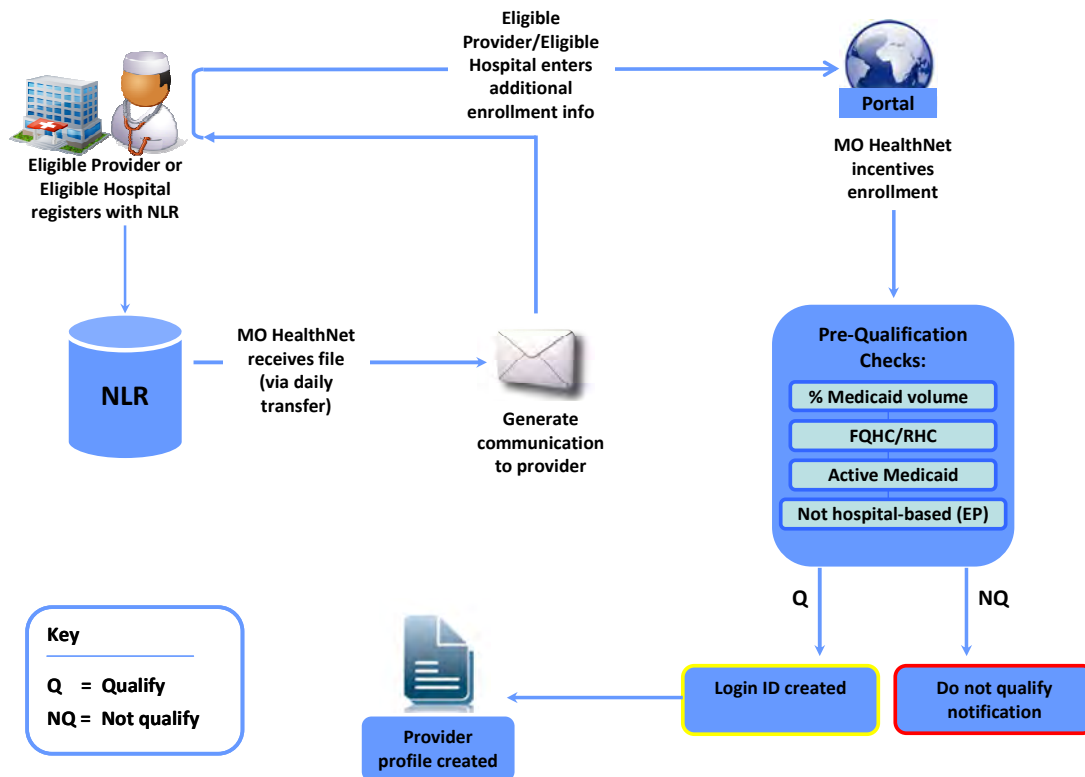 Eligible
Provider/Eligible
Hospital enters
additional
enrollment info
Portal
MO HealthNet
incentives
enrollment
Eligible Provider or
Eligible Hospital
registers with NLR
NLR
MO HealthNet
receives file
(via daily
transfer)
Generate
communication
to provider
Pre-Qualification
Checks:
% Medicaid volume
FQHC/RHC
Active Medicaid
Not hospital-based (EP)
Q
NQ
Login ID created
Do not qualify
notification
Provider
profile created
Key
Q = Qualify
NQ = Not qualify